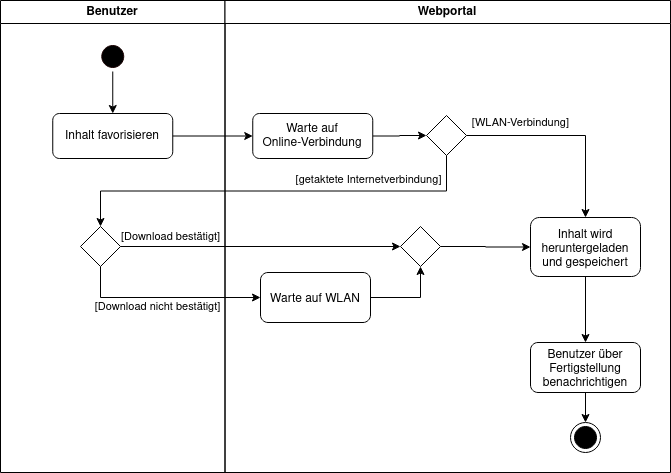 Benutzer
Webportal
Inhalt favorisieren
Warte auf
Online-Verbindung
[WLAN-Verbindung]
[getaktete Internetverbindung]
[Download bestätigt]
Inhalt wird
heruntergeladen
und gespeichert
[Download nicht bestätigt]
Warte auf WLAN
Benutzer über
Fertigstellung
benachrichtigen